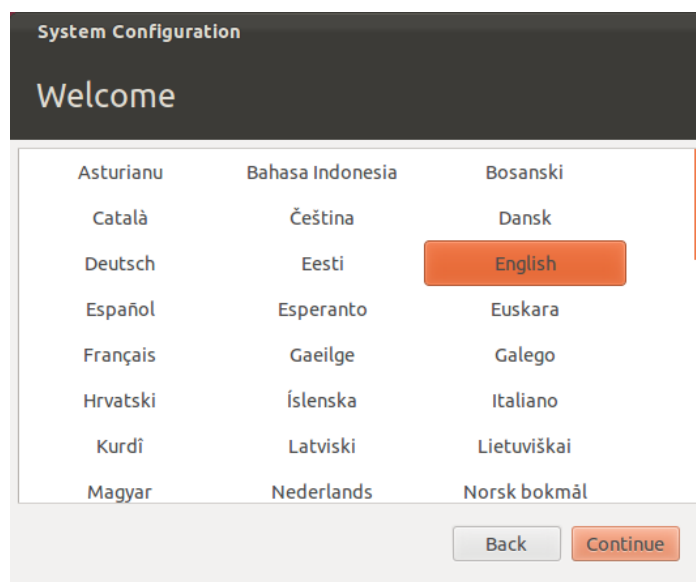 System Configuration
Welcome
Asturianu Bahasa Indonesia Bosanski
Català Čeština Dansk
Deutsch Eesti English
Español Esperanto Euskara
Français Gaeilge Galego
Hrvatski Íslenska Italiano
Kurdî Latviski Lietuviškai
Magyar Nederlands Norsk bokmål
Back Continue